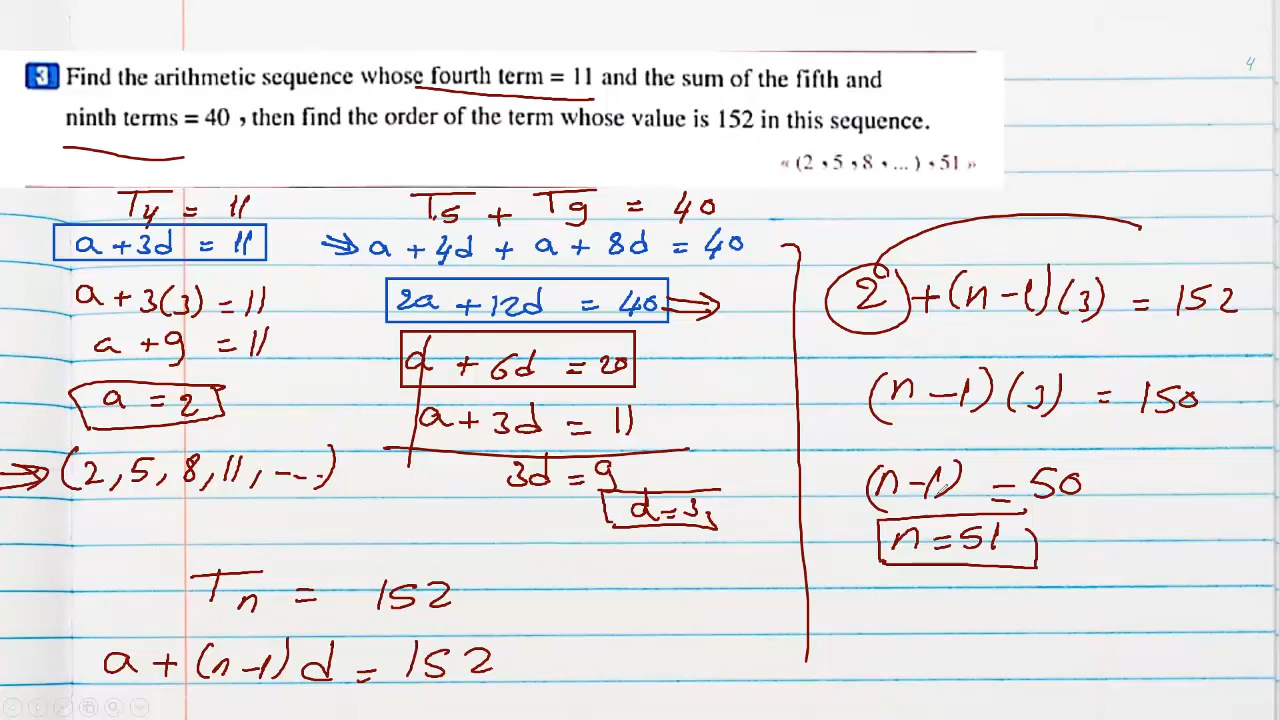 4
3 Find the arithmetic sequence whose fourth term = 11 and the sum of the fifth and
ninth terms = 40 , then find the order of the term whose value is 152 in this sequence.
« (2 , 5 , 8 , ... ) , 51 »
T4 = 11
a + 3d = 11
a + 3(3) = 11
a + 9 = 11
a = 2
⇒ (2, 5, 8, 11, ---)
T5 + T9 = 40
⇒ a + 4d + a + 8d = 40
2a + 12d = 40 ⇒
a + 6d = 20
a + 3d = 11
3d = 9
d = 3
Tn = 152
a + (n-1)d = 152
2 + (n-1)(3) = 152
(n-1)(3) = 150
(n-1) = 50
n = 51